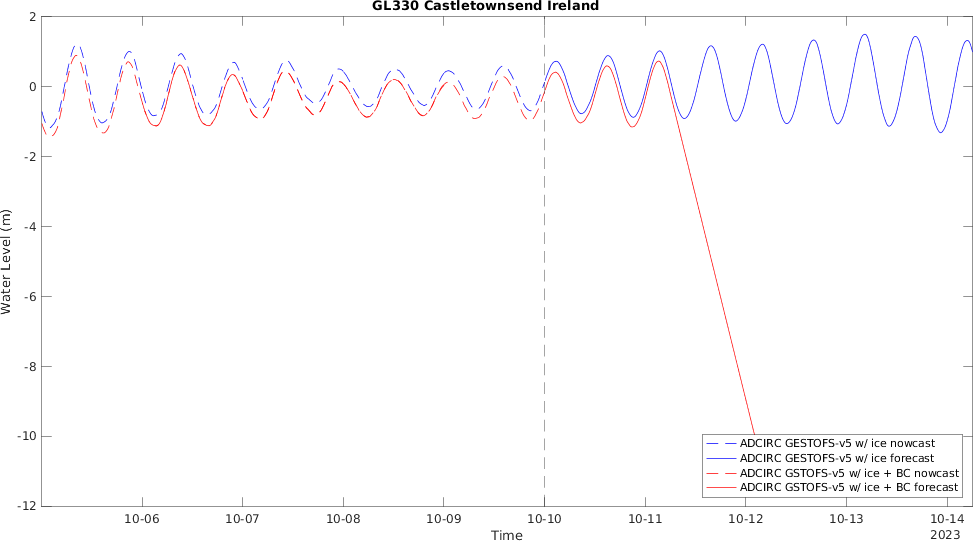 GL330 Castletownsend Ireland
2
0
-2
-4
-6
-8
-10
-12
Water Level (m)
ADCIRC GESTOFS-v5 w/ ice nowcast
ADCIRC GESTOFS-v5 w/ ice forecast
ADCIRC GSTOFS-v5 w/ ice + BC nowcast
ADCIRC GSTOFS-v5 w/ ice + BC forecast
10-06 10-07 10-08 10-09 10-10 10-11 10-12 10-13 10-14
2023
Time